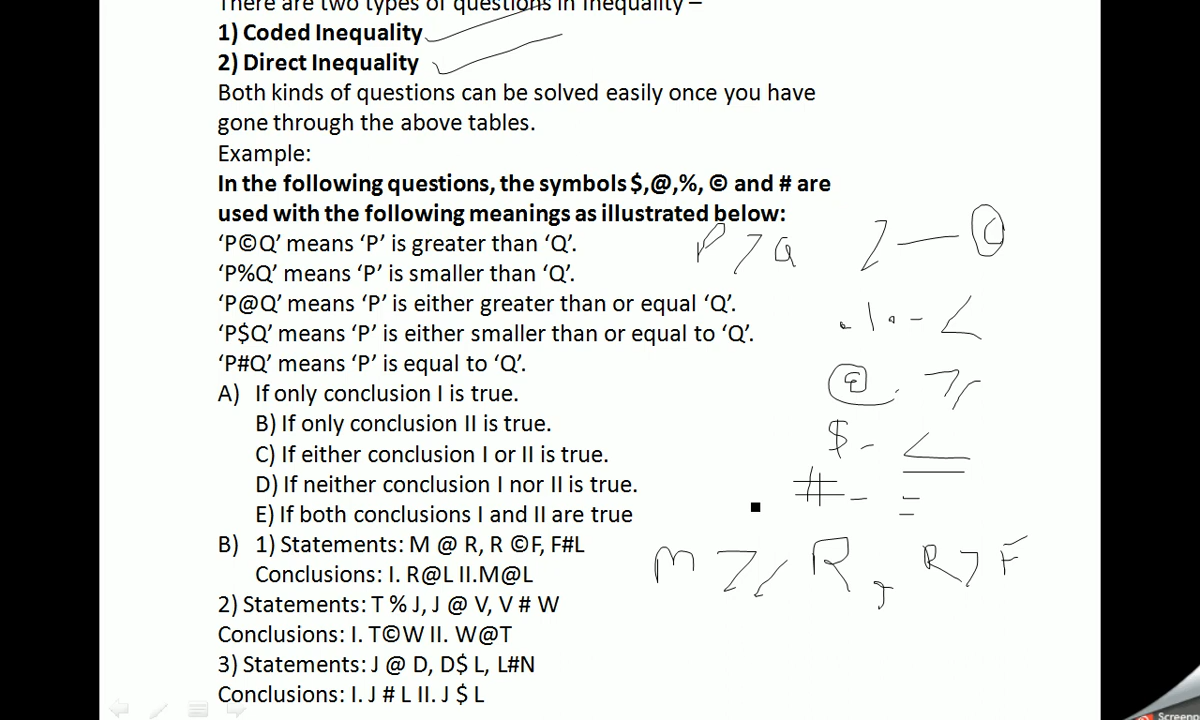 There are two types of questions in Inequality –
1) Coded Inequality
2) Direct Inequality
Both kinds of questions can be solved easily once you have
gone through the above tables.
Example:
In the following questions, the symbols $,@,%, © and # are
used with the following meanings as illustrated below:
‘P©Q’ means ‘P’ is greater than ‘Q’.
P > Q > — ©
‘P%Q’ means ‘P’ is smaller than ‘Q’.
‘P@Q’ means ‘P’ is either greater than or equal ‘Q’.
% - <
‘P$Q’ means ‘P’ is either smaller than or equal to ‘Q’.
‘P#Q’ means ‘P’ is equal to ‘Q’.
@ - ≥
A) If only conclusion I is true.
B) If only conclusion II is true.
$ - ≤
C) If either conclusion I or II is true.
D) If neither conclusion I nor II is true.
# - =
E) If both conclusions I and II are true
B) 1) Statements: M @ R, R ©F, F#L
M ≥ R, R > F
Conclusions: I. R@L II.M@L
2) Statements: T % J, J @ V, V # W
Conclusions: I. T©W II. W@T
3) Statements: J @ D, D$ L, L#N
Conclusions: I. J # L II. J $ L